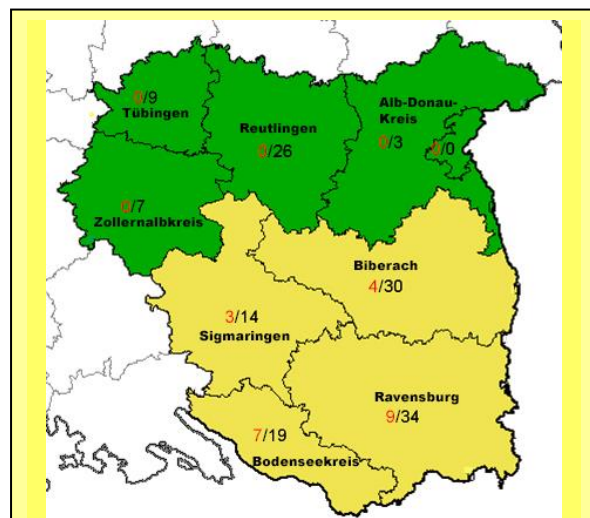 0/9
Tübingen
Reutlingen
0/26
Alb-Donau-
Kreis
0/3
0/0
0/7
Zollernalbkreis
Biberach
4/30
3/14
Sigmaringen
Ravensburg
9/34
7/19
Bodenseekreis